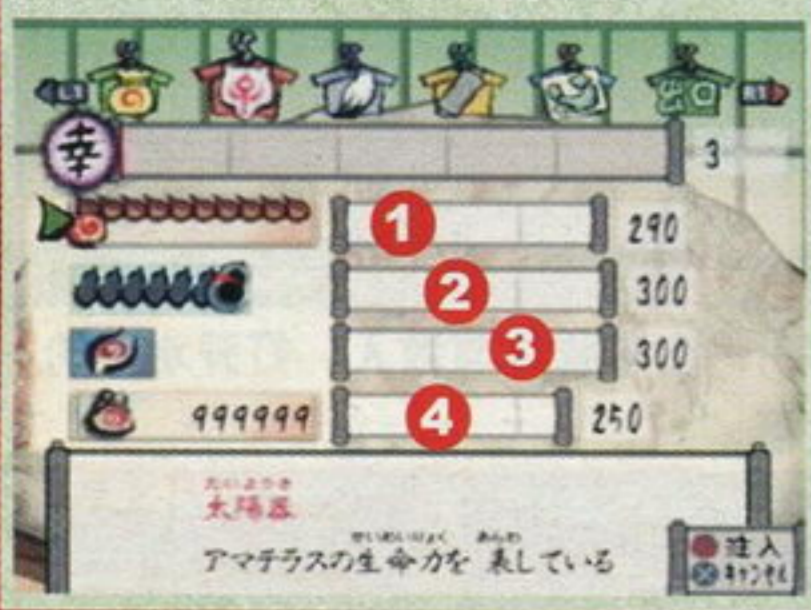 幸 3
1 290
2 300
3 300
999999 4 250
たいようき
太陽器
せいめいりょく あらわ
アマテラスの生命力を 表している
注入
キャンセル